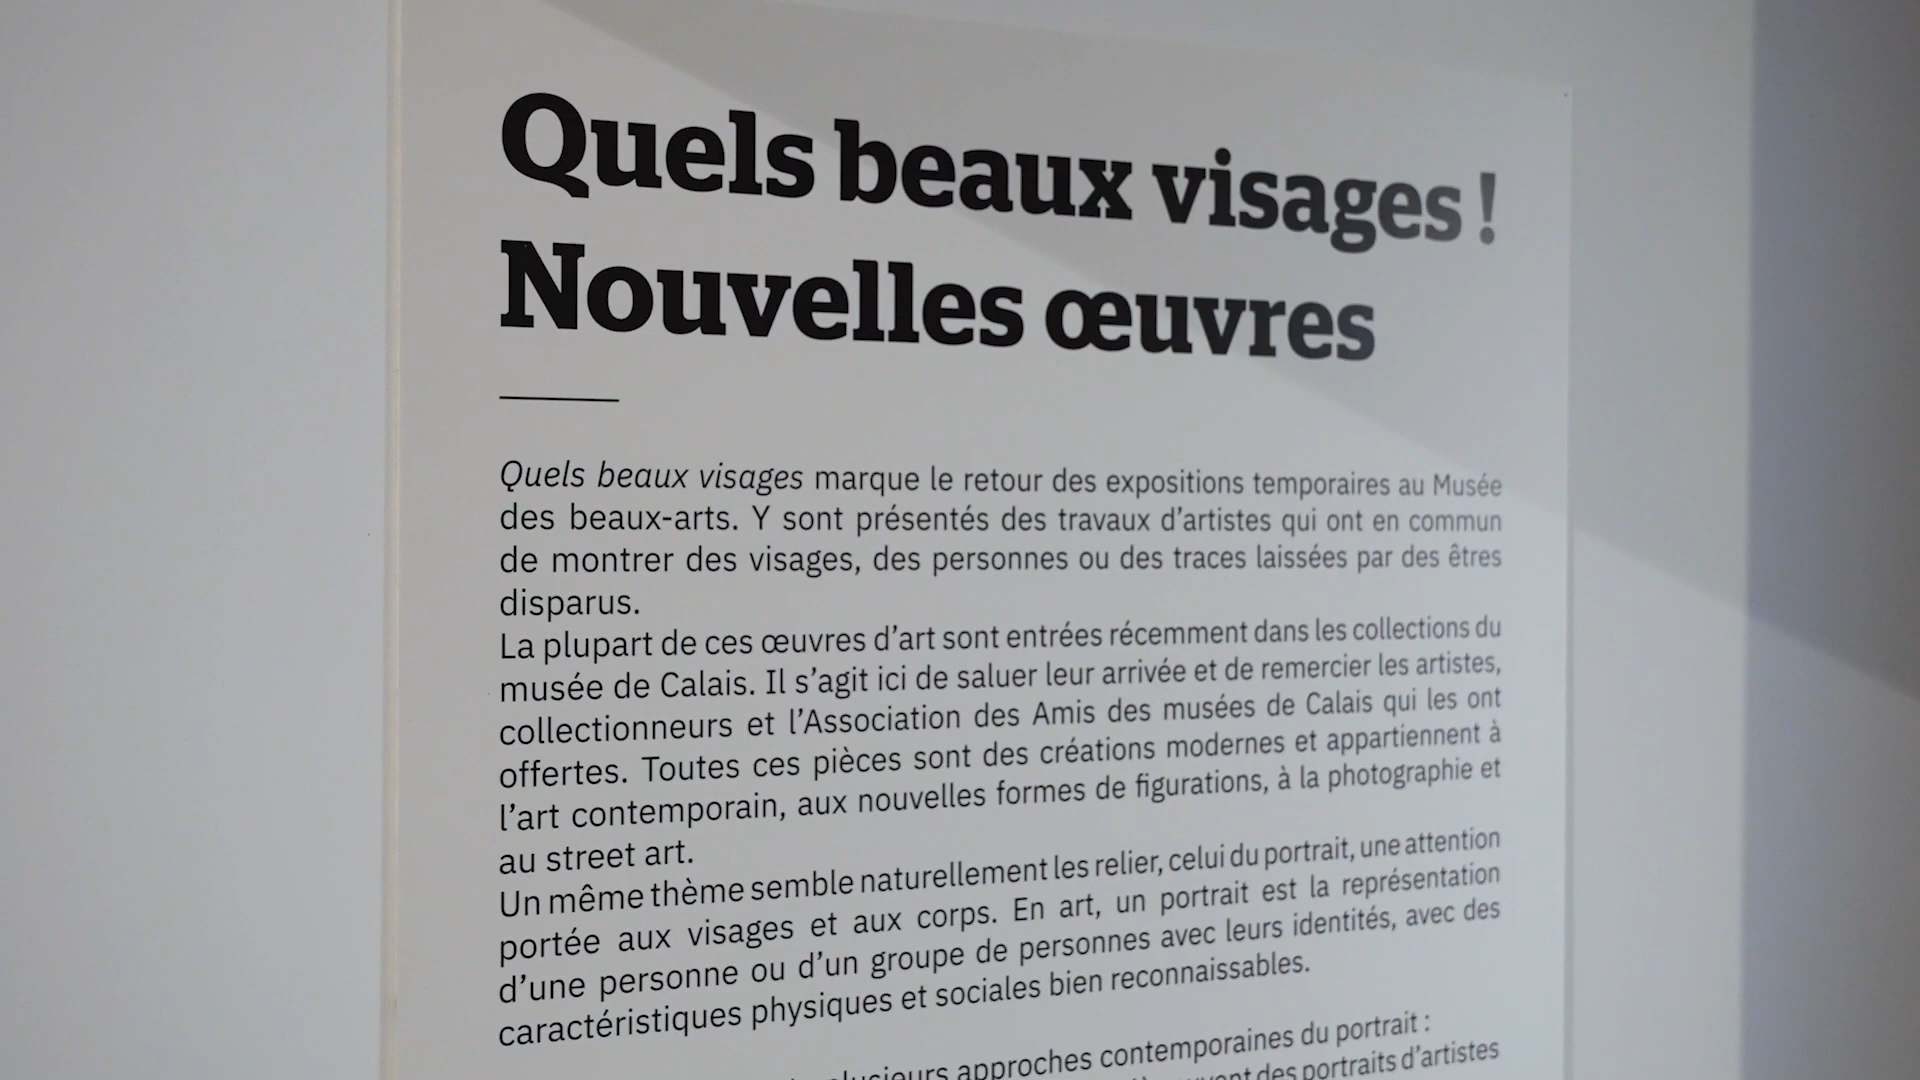 Quels beaux visages !
Nouvelles œuvres
Quels beaux visages marque le retour des expositions temporaires au Musée
des beaux-arts. Y sont présentés des travaux d'artistes qui ont en commun
de montrer des visages, des personnes ou des traces laissées par des êtres
disparus.
La plupart de ces œuvres d'art sont entrées récemment dans les collections du
musée de Calais. Il s'agit ici de saluer leur arrivée et de remercier les artistes,
collectionneurs et l'Association des Amis des musées de Calais qui les ont
offertes. Toutes ces pièces sont des créations modernes et appartiennent à
l'art contemporain, aux nouvelles formes de figurations, à la photographie et
au street art.
Un même thème semble naturellement les relier, celui du portrait, une attention
portée aux visages et aux corps. En art, un portrait est la représentation
d'une personne ou d'un groupe de personnes avec leurs identités, avec des
caractéristiques physiques et sociales bien reconnaissables.
approches contemporaines du portrait :
des portraits d'artistes